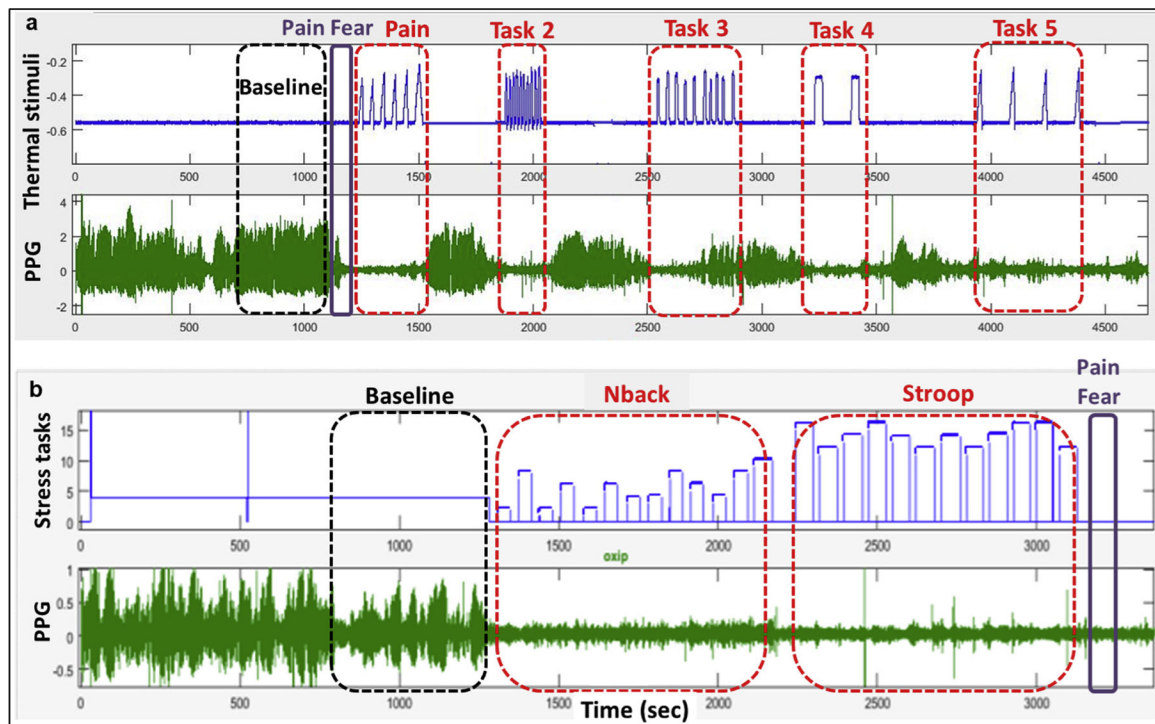 a
Pain Fear Pain Task 2 Task 3 Task 4 Task 5
Thermal stimuli
-0.2
-0.4
-0.6
Baseline
0 500 1000 1500 2000 2500 3000 3500 4000 4500
PPG
4
2
0
-2
0 500 1000 1500 2000 2500 3000 3500 4000 4500
b
Baseline Nback Stroop Pain
Fear
Stress tasks
15
10
5
0
0 500 1000 1500 2000 2500 3000
oxip
PPG
1
0.5
0
-0.5
0 500 1000 1500 2000 2500 3000
Time (sec)